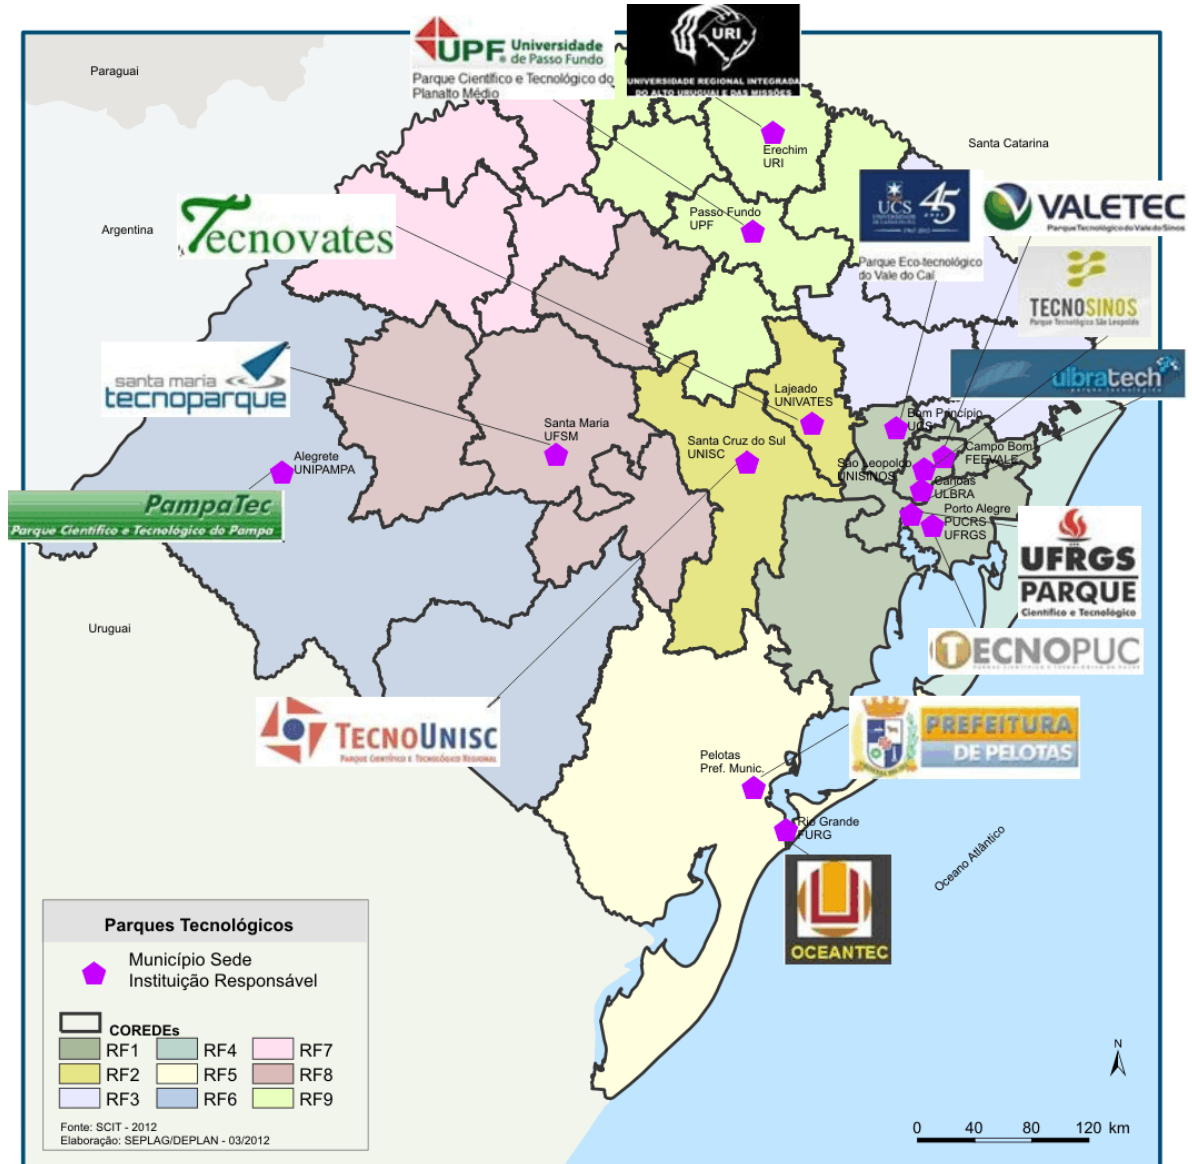 UPF Universidade
de Passo Fundo
Parque Científico e Tecnológico do
Planalto Médio
URI
UNIVERSIDADE REGIONAL INTEGRADA
DO ALTO URUGUAI E DAS MISSÕES
Paraguai
Santa Catarina
Erechim
URI
Argentina
Tecnovates
Passo Fundo
UPF
UCS 45
Parque Eco-tecnológico
do Vale do Caí
VALETEC
Parque Tecnológico do Vale do Sinos
TECNOSINOS
Parque Tecnológico São Leopoldo
santa maria
tecnoparque
ulbratech
Lajeado
UNIVATES
Bom Princípio
UCS
Santa Maria
UFSM
Santa Cruz do Sul
UNISC
Campo Bom
FEEVALE
São Leopoldo
UNISINOS
Alegrete
UNIPAMPA
Canoas
ULBRA
PampaTec
Parque Científico e Tecnológico do Pampa
Porto Alegre
PUCRS
UFRGS
UFRGS
PARQUE
Científico e Tecnológico
Uruguai
TECNOPUC
TECNOUNISC
PARQUE CIENTÍFICO E TECNOLÓGICO REGIONAL
PREFEITURA
DE PELOTAS
Pelotas
Pref. Munic.
Rio Grande
FURG
Oceano Atlântico
OCEANTEC
Parques Tecnológicos
Município Sede
Instituição Responsável
COREDEs
RF1 RF4 RF7
RF2 RF5 RF8
RF3 RF6 RF9
Fonte: SCIT - 2012
Elaboração: SEPLAG/DEPLAN - 03/2012
N
0 40 80 120 km